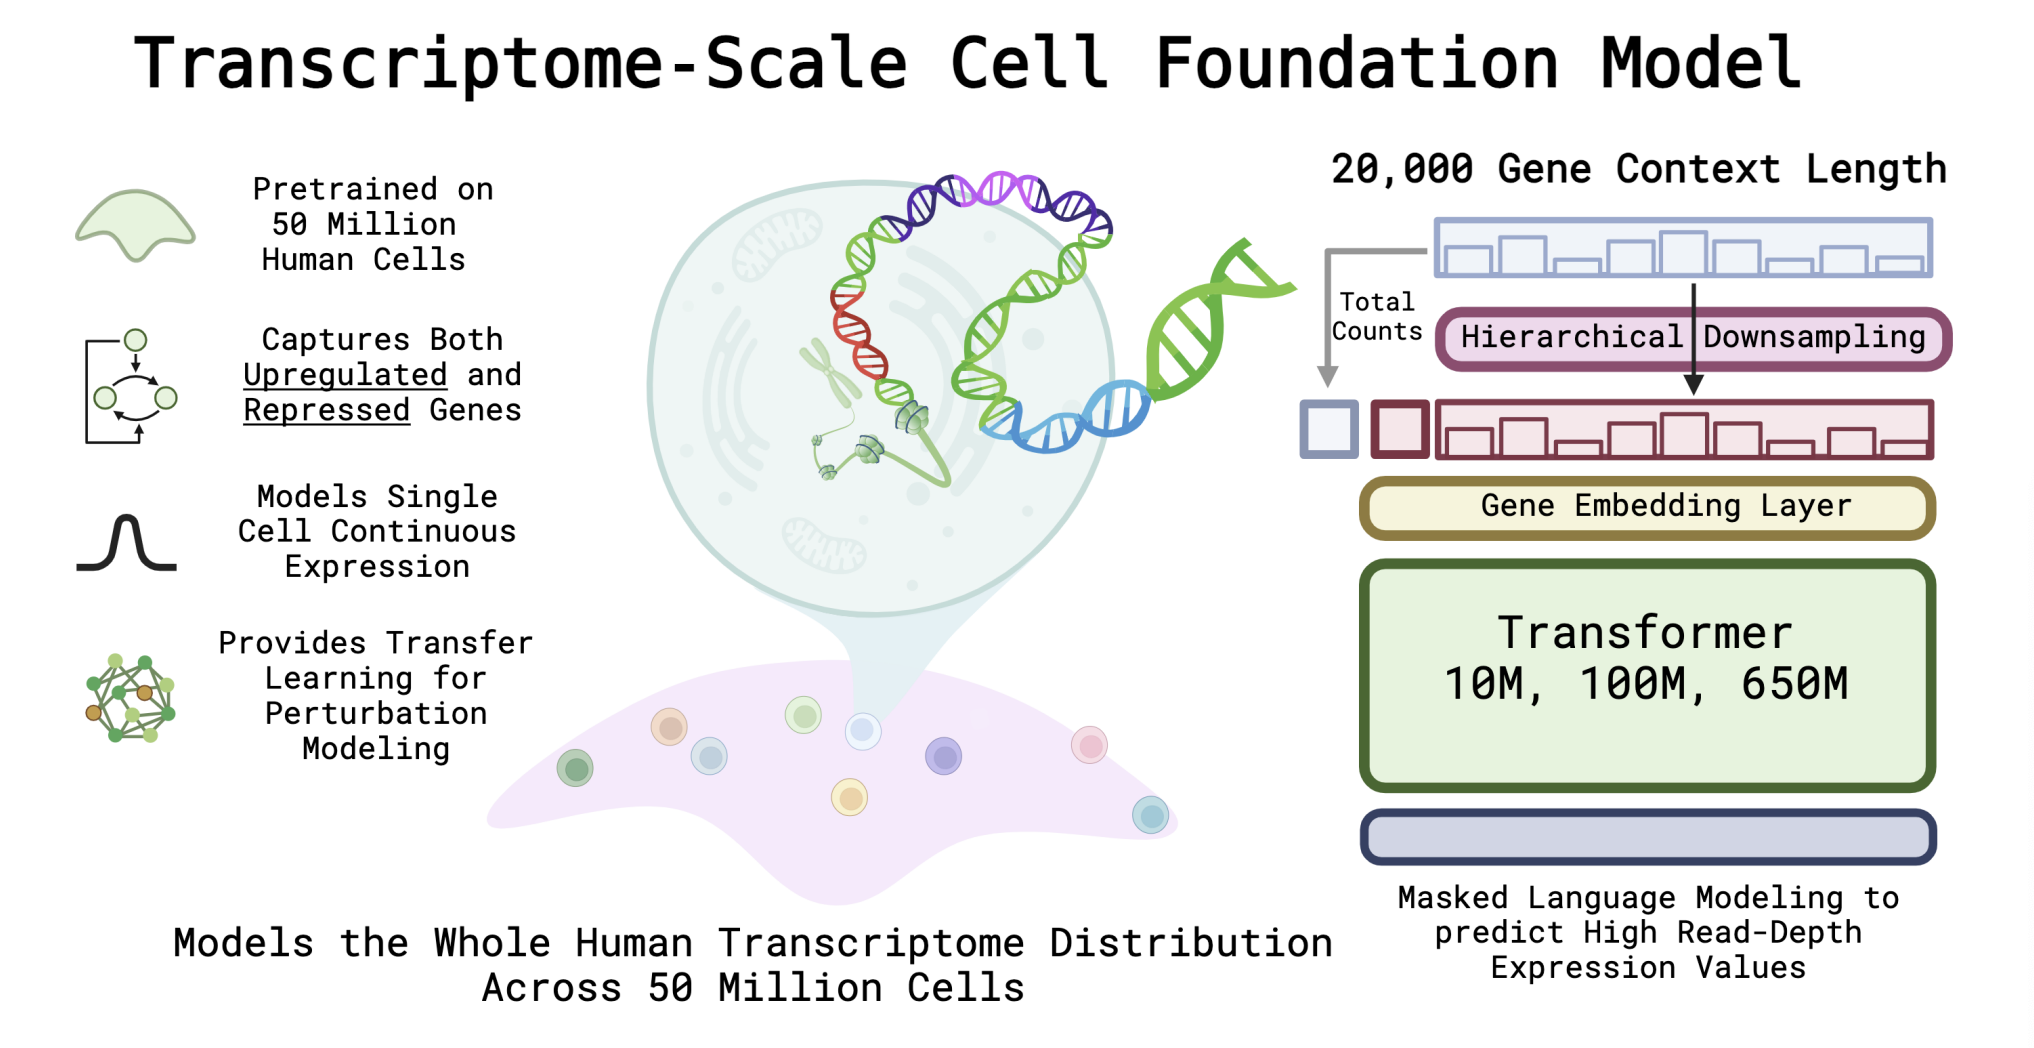 Transcriptome-Scale Cell Foundation Model
Pretrained on
50 Million
Human Cells
Captures Both
Upregulated and
Repressed Genes
Models Single
Cell Continuous
Expression
Provides Transfer
Learning for
Perturbation
Modeling
Models the Whole Human Transcriptome Distribution
Across 50 Million Cells
20,000 Gene Context Length
Total
Counts
Hierarchical Downsampling
Gene Embedding Layer
Transformer
10M, 100M, 650M
Masked Language Modeling to
predict High Read-Depth
Expression Values